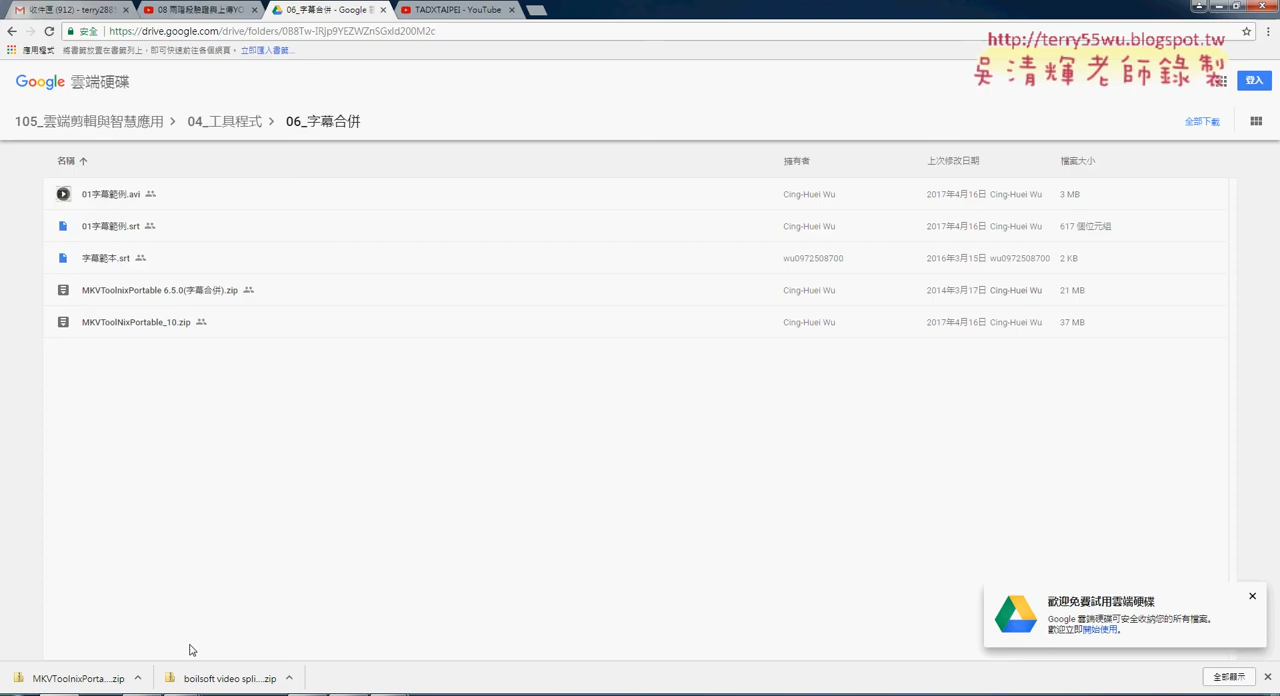 收件匣 (912) - terry288
08 兩階段驗證與上傳YO
06_字幕合併 - Google
TADXTAIPEI - YouTube
安全
https://drive.google.com/drive/folders/0B8Tw-IRJp9YEZWZnSGxld200M2c
應用程式
將書籤放置在書籤列上，即可快速前往各個網頁。
立即匯入書籤...
http://terry55wu.blogspot.tw
吳清輝老師錄製
Google 雲端硬碟
登入
105_雲端剪輯與智慧應用 > 04_工具程式 > 06_字幕合併
全部下載
名稱 ↑ 擁有者 上次修改日期 檔案大小
01字幕範例.avi Cing-Huei Wu 2017年4月16日 Cing-Huei Wu 3 MB
01字幕範例.srt Cing-Huei Wu 2017年4月16日 Cing-Huei Wu 617 個位元組
字幕範本.srt wu0972508700 2016年3月15日 wu0972508700 2 KB
MKVToolnixPortable 6.5.0(字幕合併).zip Cing-Huei Wu 2014年3月17日 Cing-Huei Wu 21 MB
MKVToolNixPortable_10.zip Cing-Huei Wu 2017年4月16日 Cing-Huei Wu 37 MB
歡迎免費試用雲端硬碟
Google 雲端硬碟可安全收納您的所有檔案。
歡迎立即開始使用。
MKVToolnixPorta....zip
boilsoft video spli....zip
全部顯示